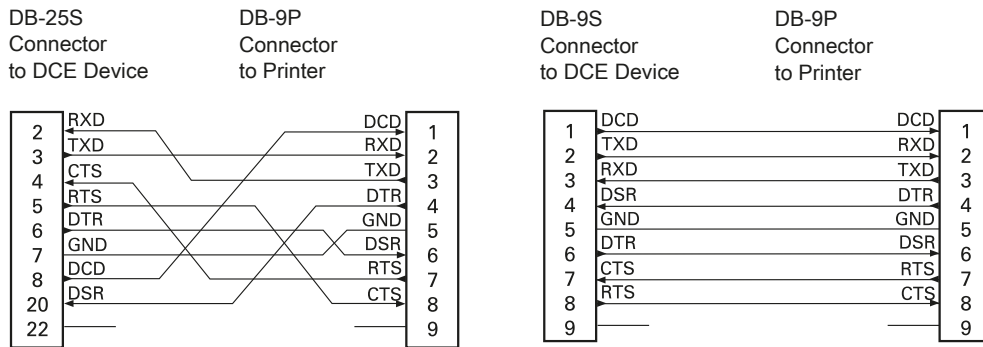 DB-25S
Connector
to DCE Device
DB-9P
Connector
to Printer
2 RXD DCD 1
3 TXD RXD 2
4 CTS TXD 3
5 RTS DTR 4
6 DTR GND 5
7 GND DSR 6
8 DCD RTS 7
20 DSR CTS 8
22 9
DB-9S
Connector
to DCE Device
DB-9P
Connector
to Printer
1 DCD DCD 1
2 TXD RXD 2
3 RXD TXD 3
4 DSR DTR 4
5 GND GND 5
6 DTR DSR 6
7 CTS RTS 7
8 RTS CTS 8
9 9